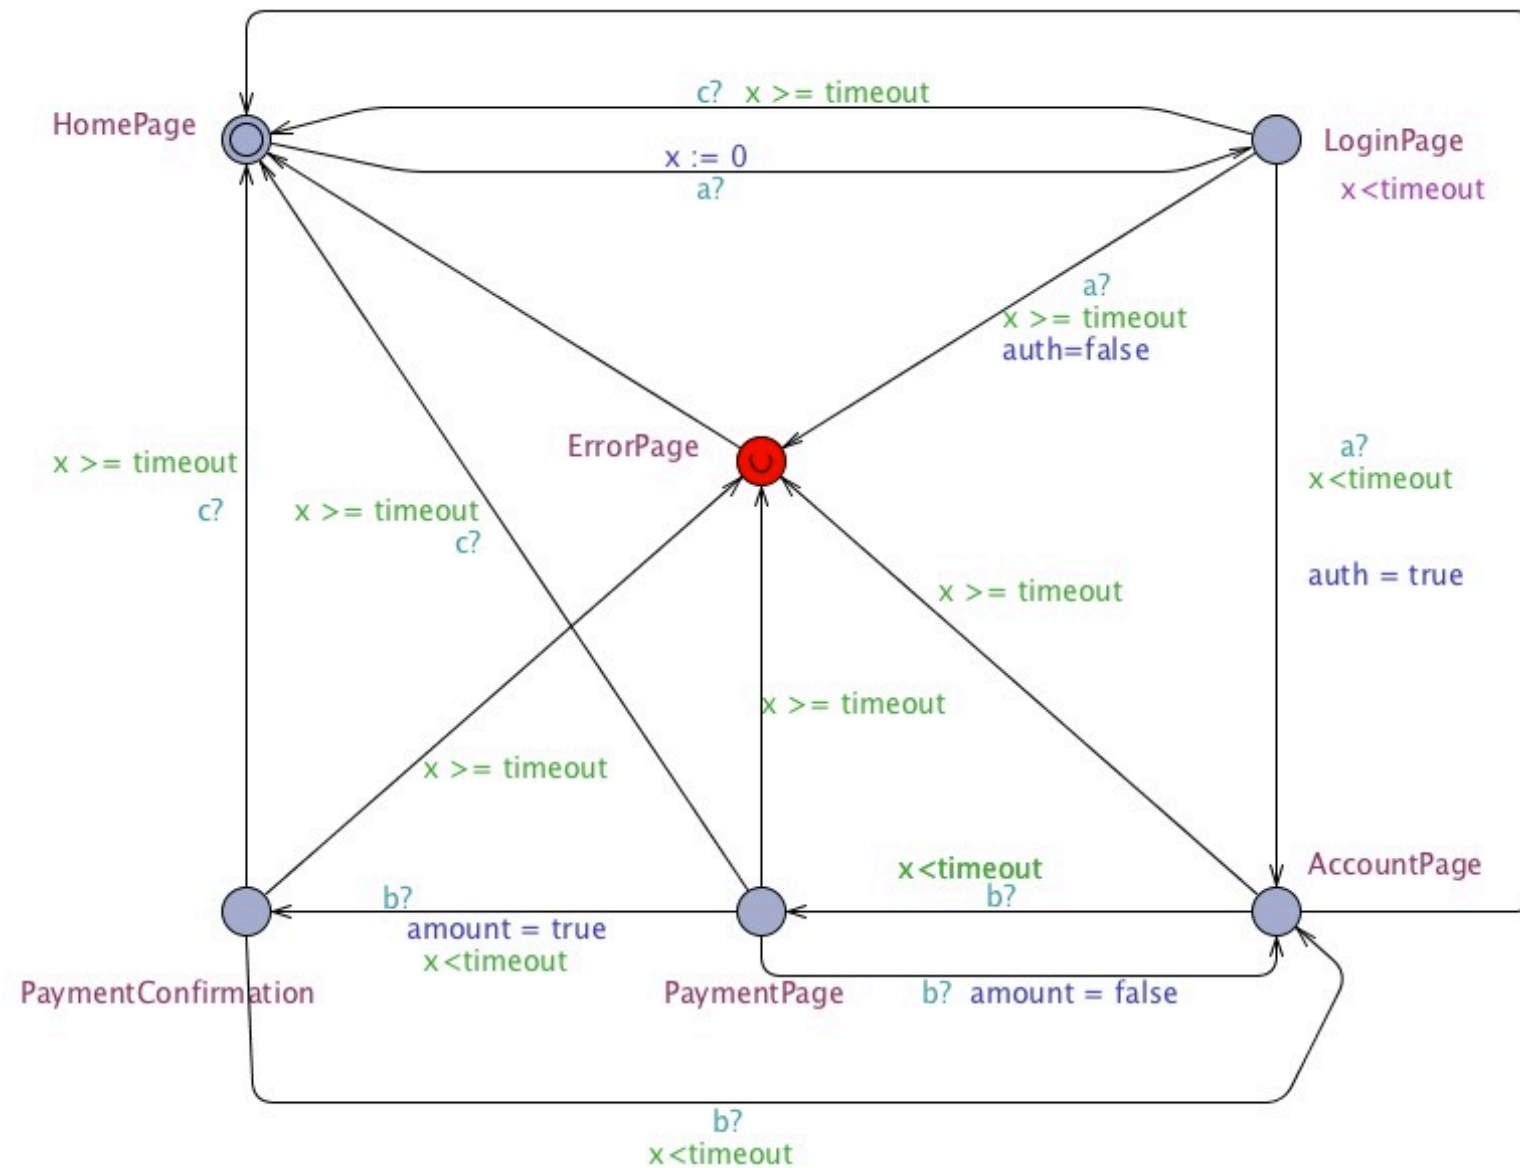 c? x >= timeout
HomePage
LoginPage
x := 0
a?
x<timeout
a?
x >= timeout
auth=false
ErrorPage
a?
x >= timeout
x<timeout
c?
x >= timeout
c?
auth = true
x >= timeout
x >= timeout
x >= timeout
x<timeout
AccountPage
b?
b?
amount = true
x<timeout
PaymentConfirmation
PaymentPage
b? amount = false
b?
x<timeout